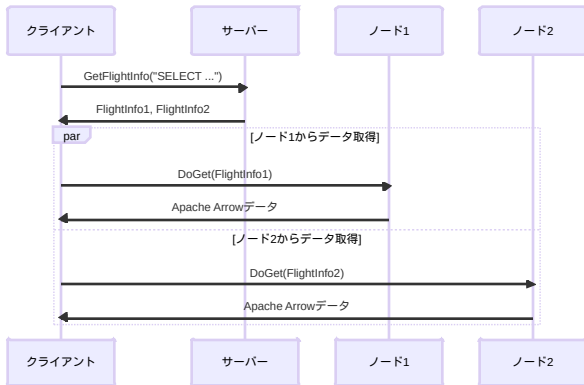 クライアント
サーバー
ノード1
ノード2
GetFlightInfo("SELECT ...")
FlightInfo1, FlightInfo2
par
[ノード1からデータ取得]
DoGet(FlightInfo1)
Apache Arrowデータ
[ノード2からデータ取得]
DoGet(FlightInfo2)
Apache Arrowデータ
クライアント
サーバー
ノード1
ノード2